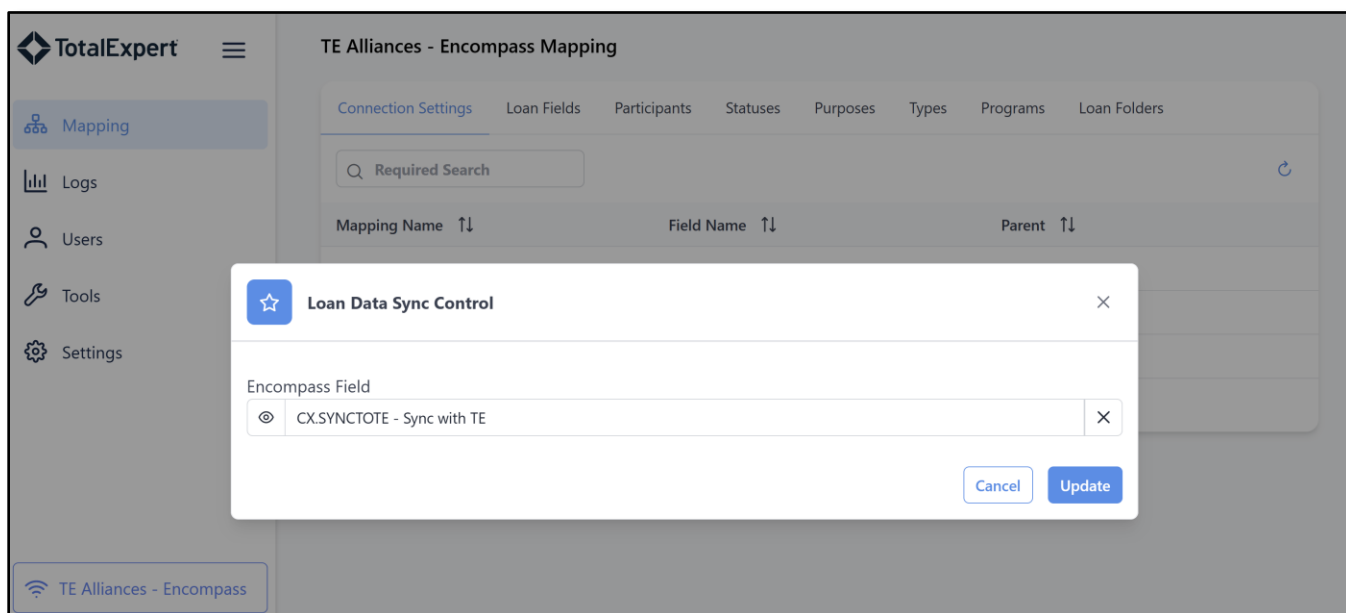 TotalExpert
TE Alliances - Encompass Mapping
Connection Settings Loan Fields Participants Statuses Purposes Types Programs Loan Folders
Mapping
Required Search
Logs
Mapping Name Field Name Parent
Users
Tools
Loan Data Sync Control
Settings
Encompass Field
CX.SYNCTOTE - Sync with TE
Cancel Update
TE Alliances - Encompass